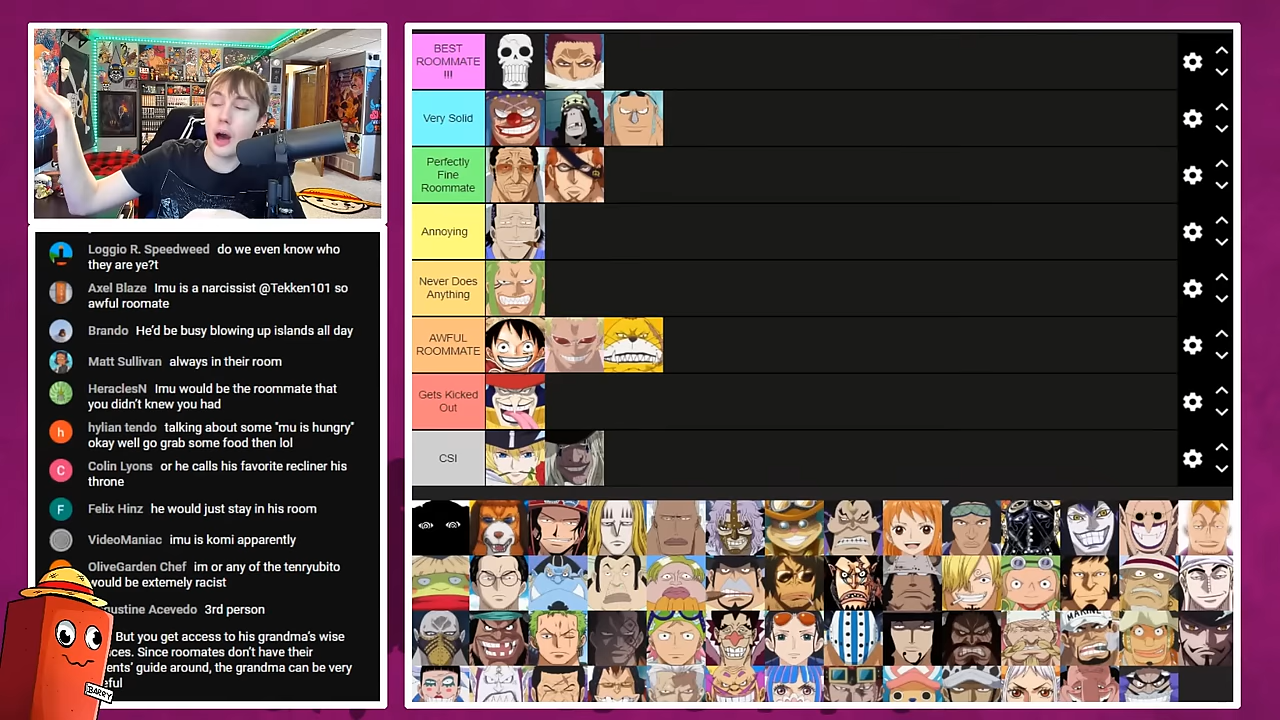 BEST
ROOMMATE
!!!
Very Solid
Perfectly
Fine
Roommate
Annoying
Never Does
Anything
AWFUL
ROOMMATE
Gets Kicked
Out
CSI
Loggio R. Speedweed do we even know who
they are ye?t
Axel Blaze Imu is a narcissist @Tekken101 so
awful roomate
Brando He'd be busy blowing up islands all day
Matt Sullivan always in their room
HeraclesN Imu would be the roommate that
you didn't knew you had
h hylian tendo talking about some "mu is hungry"
okay well go grab some food then lol
C Colin Lyons or he calls his favorite recliner his
throne
F Felix Hinz he would just stay in his room
VideoManiac imu is komi apparently
OliveGarden Chef im or any of the tenryubito
would be extemely racist
ustine Acevedo 3rd person
But you get access to his grandma's wise
ces. Since roomates don't have their
ents' guide around, the grandma can be very
eful
BARRY
MARINE